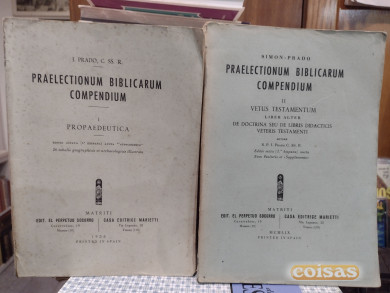 I. PRADO, C. SS. R.
PRAELECTIONUM BIBLICARUM
COMPENDIUM
I
PROPAEDEUTICA
MATRITI
EDIT. EL PERPETUO SOCORRO
CASA EDITRICE MARIETTI
PRINTED IN SPAIN
SIMON-PRADO
PRAELECTIONUM BIBLICARUM
COMPENDIUM
II
VETUS TESTAMENTUM
LIBER ALTER
DE DOCTRINA SEU DE LIBRIS DIDACTICIS
VETERIS TESTAMENTI
MATRITI
EDIT. EL PERPETUO SOCORRO
CASA EDITRICE MARIETTI
PRINTED IN SPAIN
coisas